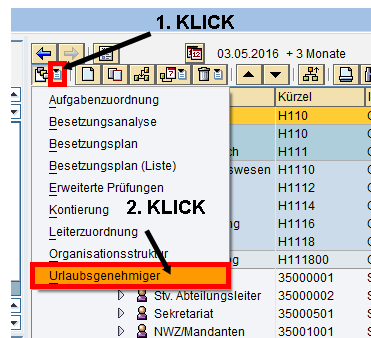 1. KLICK
03.05.2016 + 3 Monate
Aufgabenzuordnung
Besetzungsanalyse
Besetzungsplan
Besetzungsplan (Liste)
Erweiterte Prüfungen
Kontierung
Leiterzuordnung
Organisationsstruktur
Urlaubsgenehmiger
2. KLICK
Kürzel
H110
H110
H111
swesen H1110
H1112
H1114
H1116
H1118
H111800
35000001
Stv. Abteilungsleiter 35000002
Sekretariat 35000501
NWZ/Mandanten 35001001